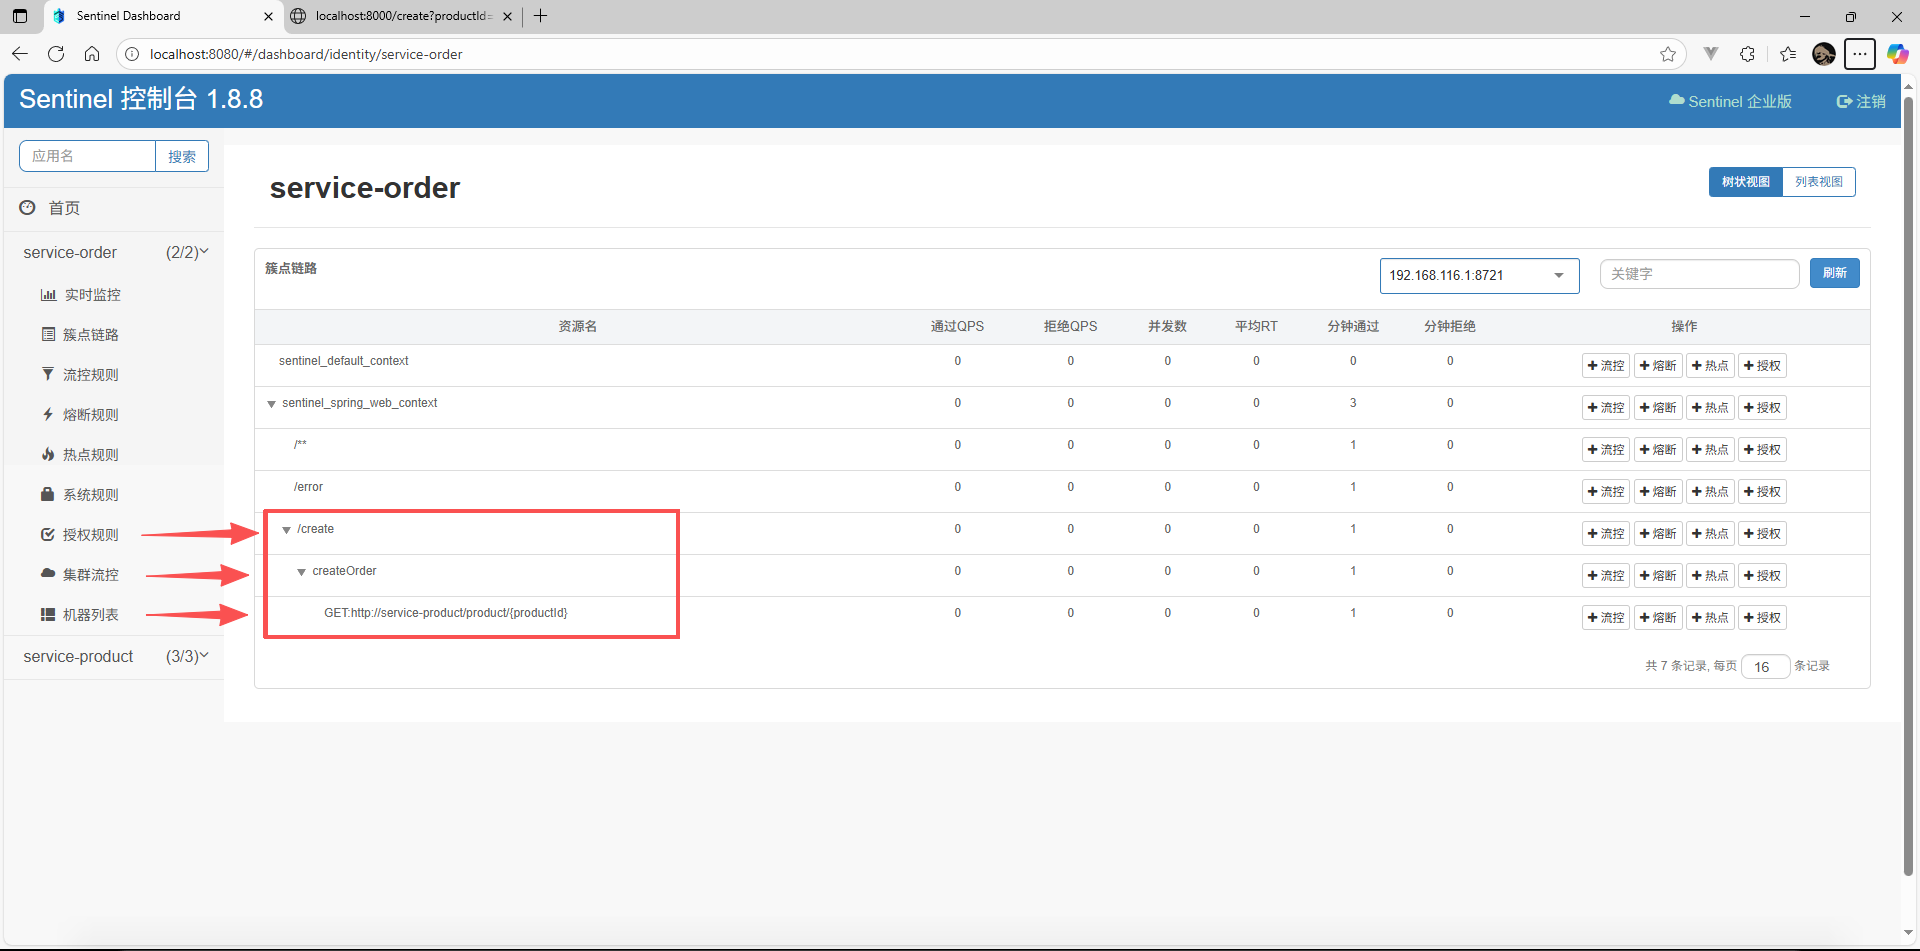 Sentinel Dashboard
localhost:8000/create?productId=
localhost:8080/#/dashboard/identity/service-order
Sentinel 控制台 1.8.8
Sentinel 企业版
注销
应用名
搜索
首页
service-order (2/2)
实时监控
簇点链路
流控规则
熔断规则
热点规则
系统规则
授权规则
集群流控
机器列表
service-product (3/3)
service-order
树状视图 列表视图
簇点链路
192.168.116.1:8721
关键字
刷新
资源名 通过QPS 拒绝QPS 并发数 平均RT 分钟通过 分钟拒绝 操作
sentinel_default_context 0 0 0 0 0 0 流控 熔断 热点 授权
sentinel_spring_web_context 0 0 0 0 3 0 流控 熔断 热点 授权
/** 0 0 0 0 1 0 流控 熔断 热点 授权
/error 0 0 0 0 1 0 流控 熔断 热点 授权
/create 0 0 0 0 1 0 流控 熔断 热点 授权
createOrder 0 0 0 0 1 0 流控 熔断 热点 授权
GET:http://service-product/product/{productId} 0 0 0 0 1 0 流控 熔断 热点 授权
共 7 条记录, 每页 16 条记录